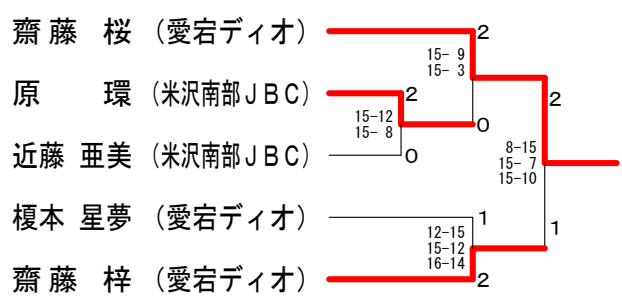 齋藤 桜 (愛宕ディオ) 2
15- 9
15- 3
原 環 (米沢南部JBC) 2 2
15-12
15- 8
0
近藤 亜美 (米沢南部JBC) 0
8-15
15- 7
15-10
榎本 星夢 (愛宕ディオ) 1 1
12-15
15-12
16-14
齋藤 梓 (愛宕ディオ) 2